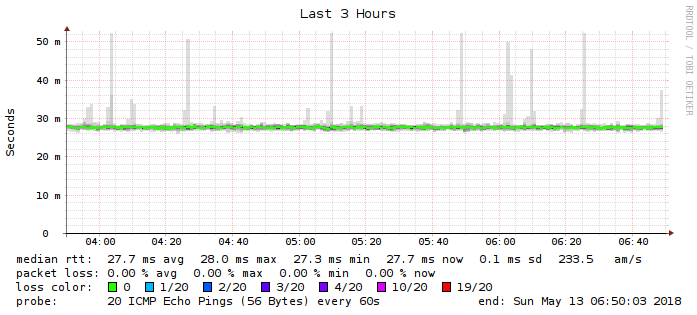 Last 3 Hours
RRDTOOL / TOBI OETIKER
Seconds
50 m
40 m
30 m
20 m
10 m
0
04:00 04:20 04:40 05:00 05:20 05:40 06:00 06:20 06:40
median rtt: 27.7 ms avg 28.0 ms max 27.3 ms min 27.7 ms now 0.1 ms sd 233.5 am/s
packet loss: 0.00 % avg 0.00 % max 0.00 % min 0.00 % now
loss color: 0 1/20 2/20 3/20 4/20 10/20 19/20
probe: 20 ICMP Echo Pings (56 Bytes) every 60s end: Sun May 13 06:50:03 2018